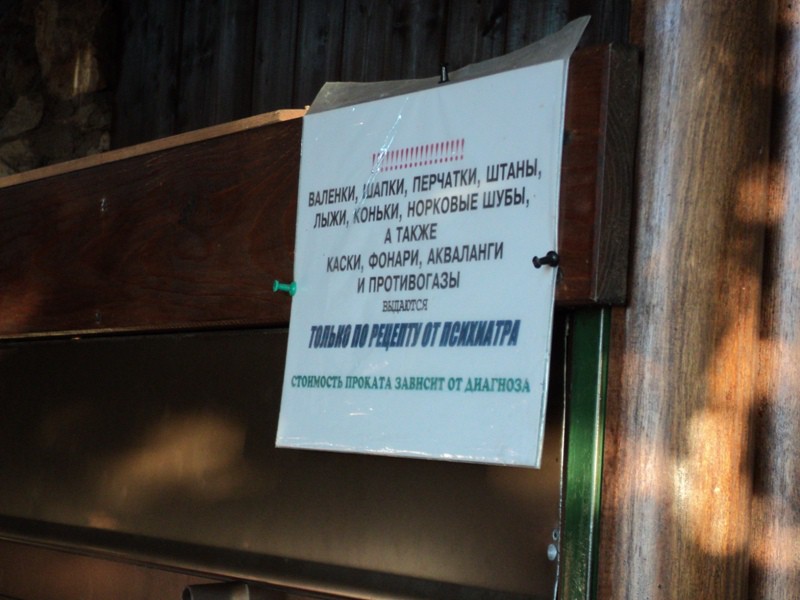 !!!!!!!!!!!!!!!!!!
ВАЛЕНКИ, ШАПКИ, ПЕРЧАТКИ, ШТАНЫ,
ЛЫЖИ, КОНЬКИ, НОРКОВЫЕ ШУБЫ,
А ТАКЖЕ
КАСКИ, ФОНАРИ, АКВАЛАНГИ
И ПРОТИВОГАЗЫ
ВЫДАЮТСЯ
ТОЛЬКО ПО РЕЦЕПТУ ОТ ПСИХИАТРА
СТОИМОСТЬ ПРОКАТА ЗАВИСИТ ОТ ДИАГНОЗА